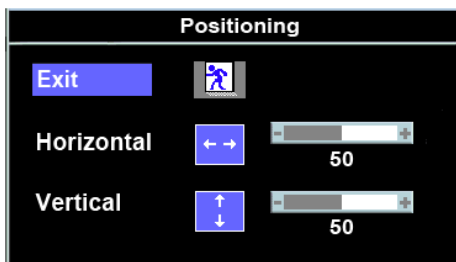 Positioning
Exit
Horizontal
- +
50
Vertical
- +
50